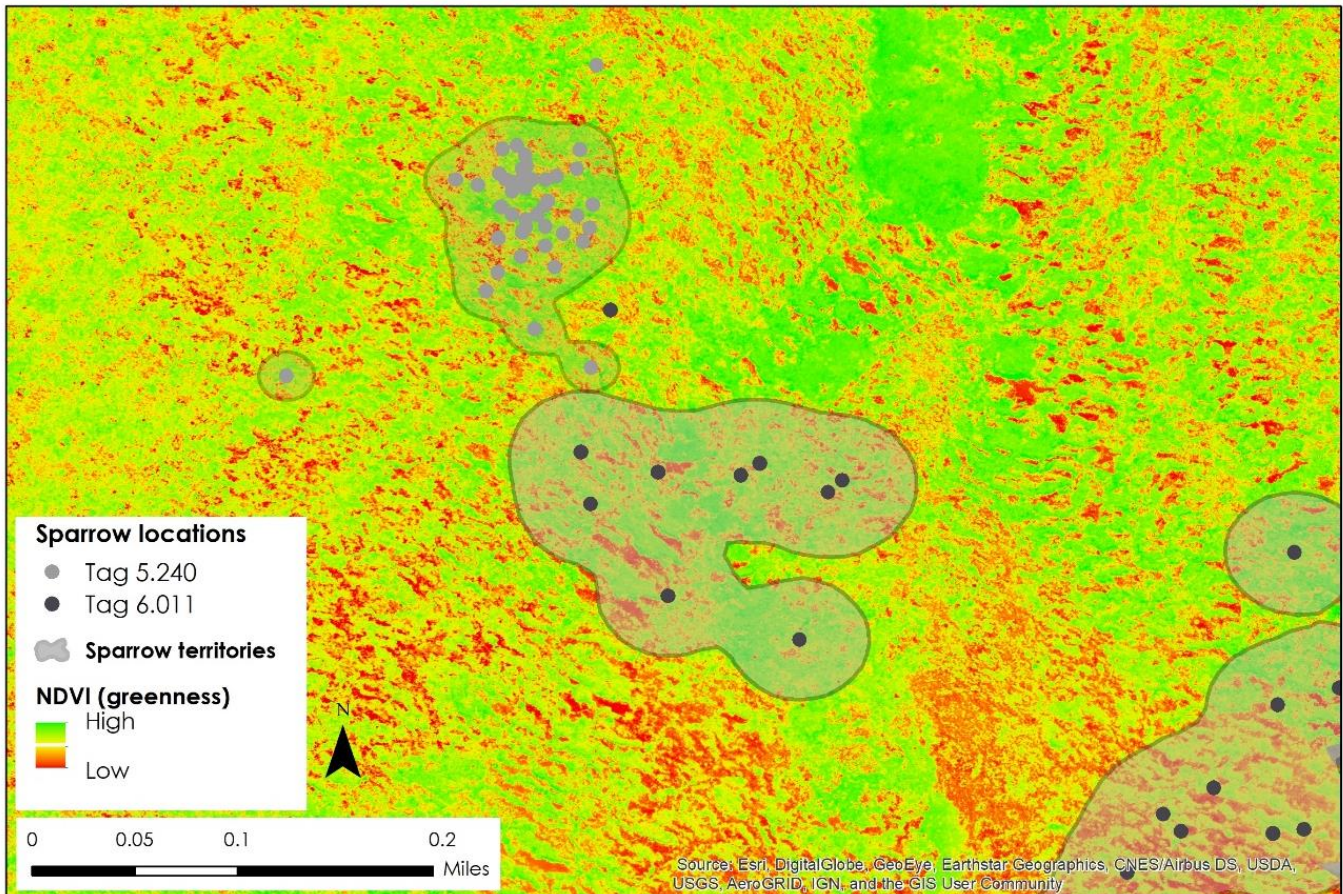 Sparrow locations
Tag 5.240
Tag 6.011
Sparrow territories
NDVI (greenness)
High
Low
N
0 0.05 0.1 0.2
Miles
Source: Esri, DigitalGlobe, GeoEye, Earthstar Geographics, CNES/Airbus DS, USDA,
USGS, AeroGRID, IGN, and the GIS User Community